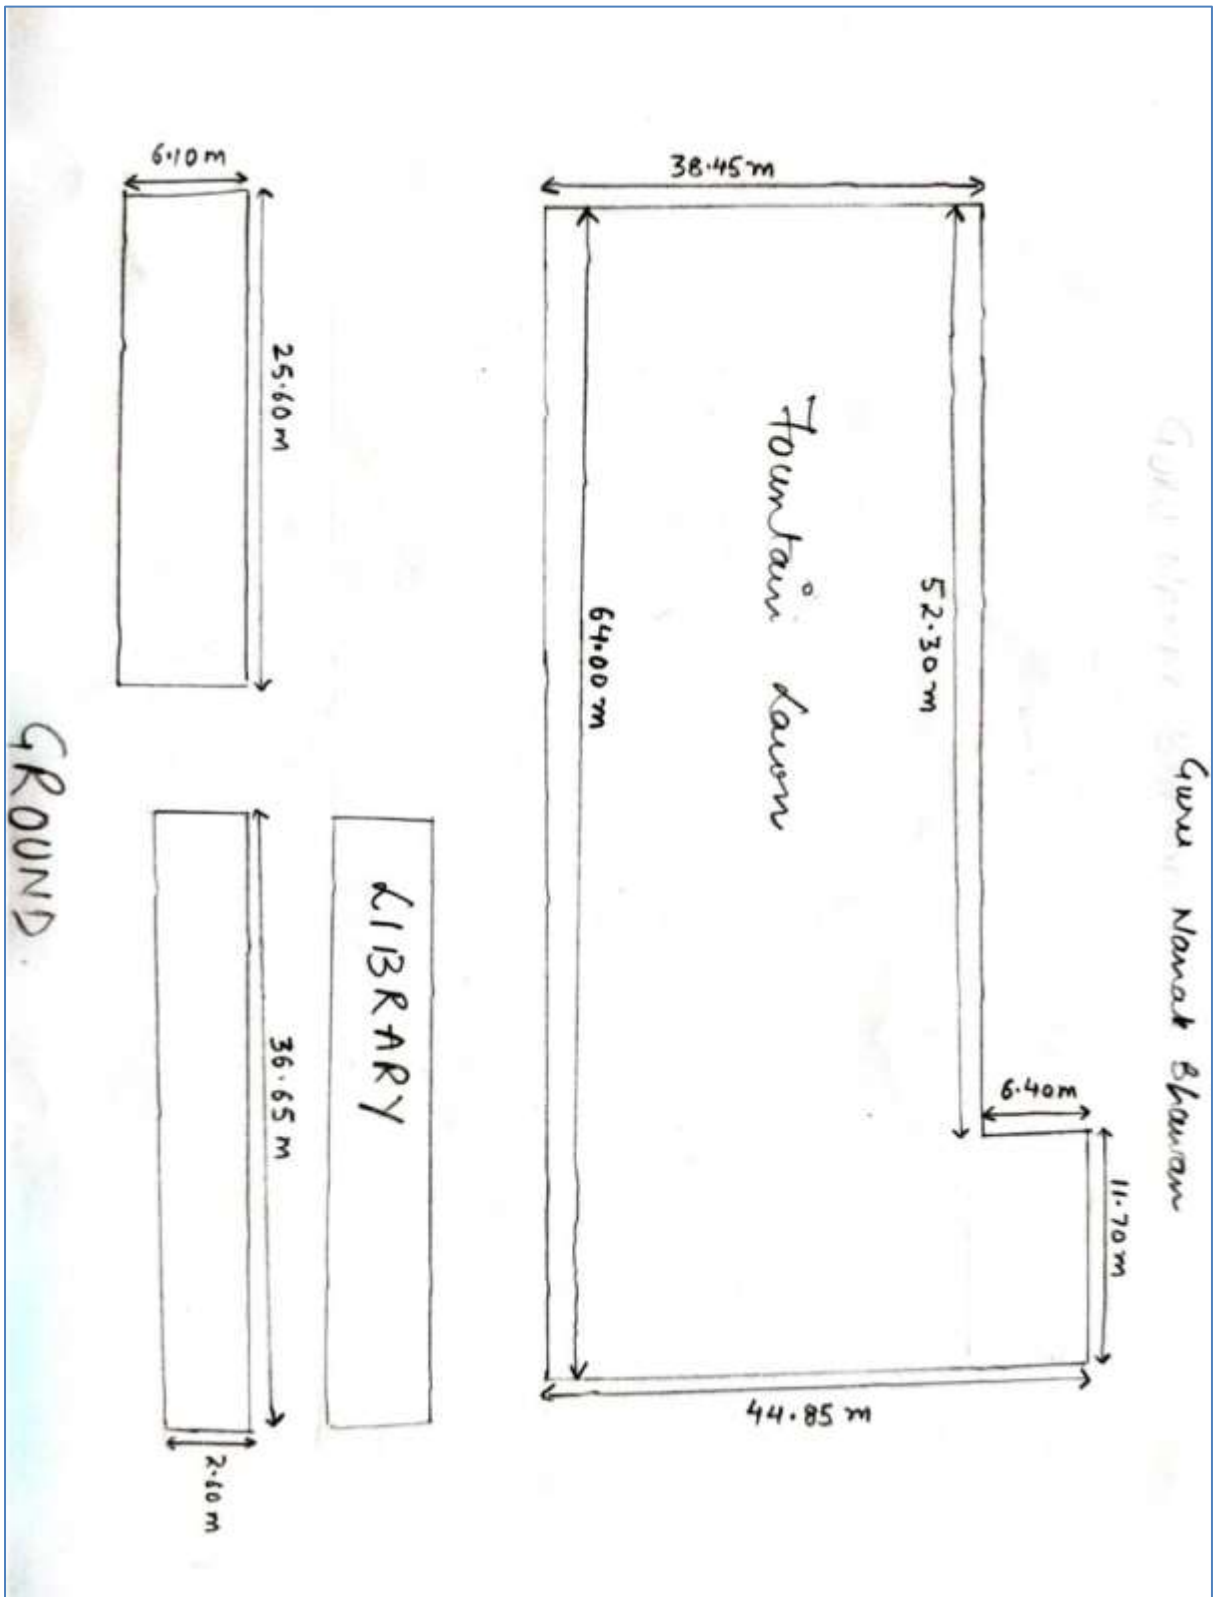 6.10 m
38.45 m
25.60 m
64.00 m
52.30 m
Fountain Lawn
Guru Nanak Bhawan
6.40 m
11.70 m
44.85 m
LIBRARY
36.65 m
2.60 m
GROUND.